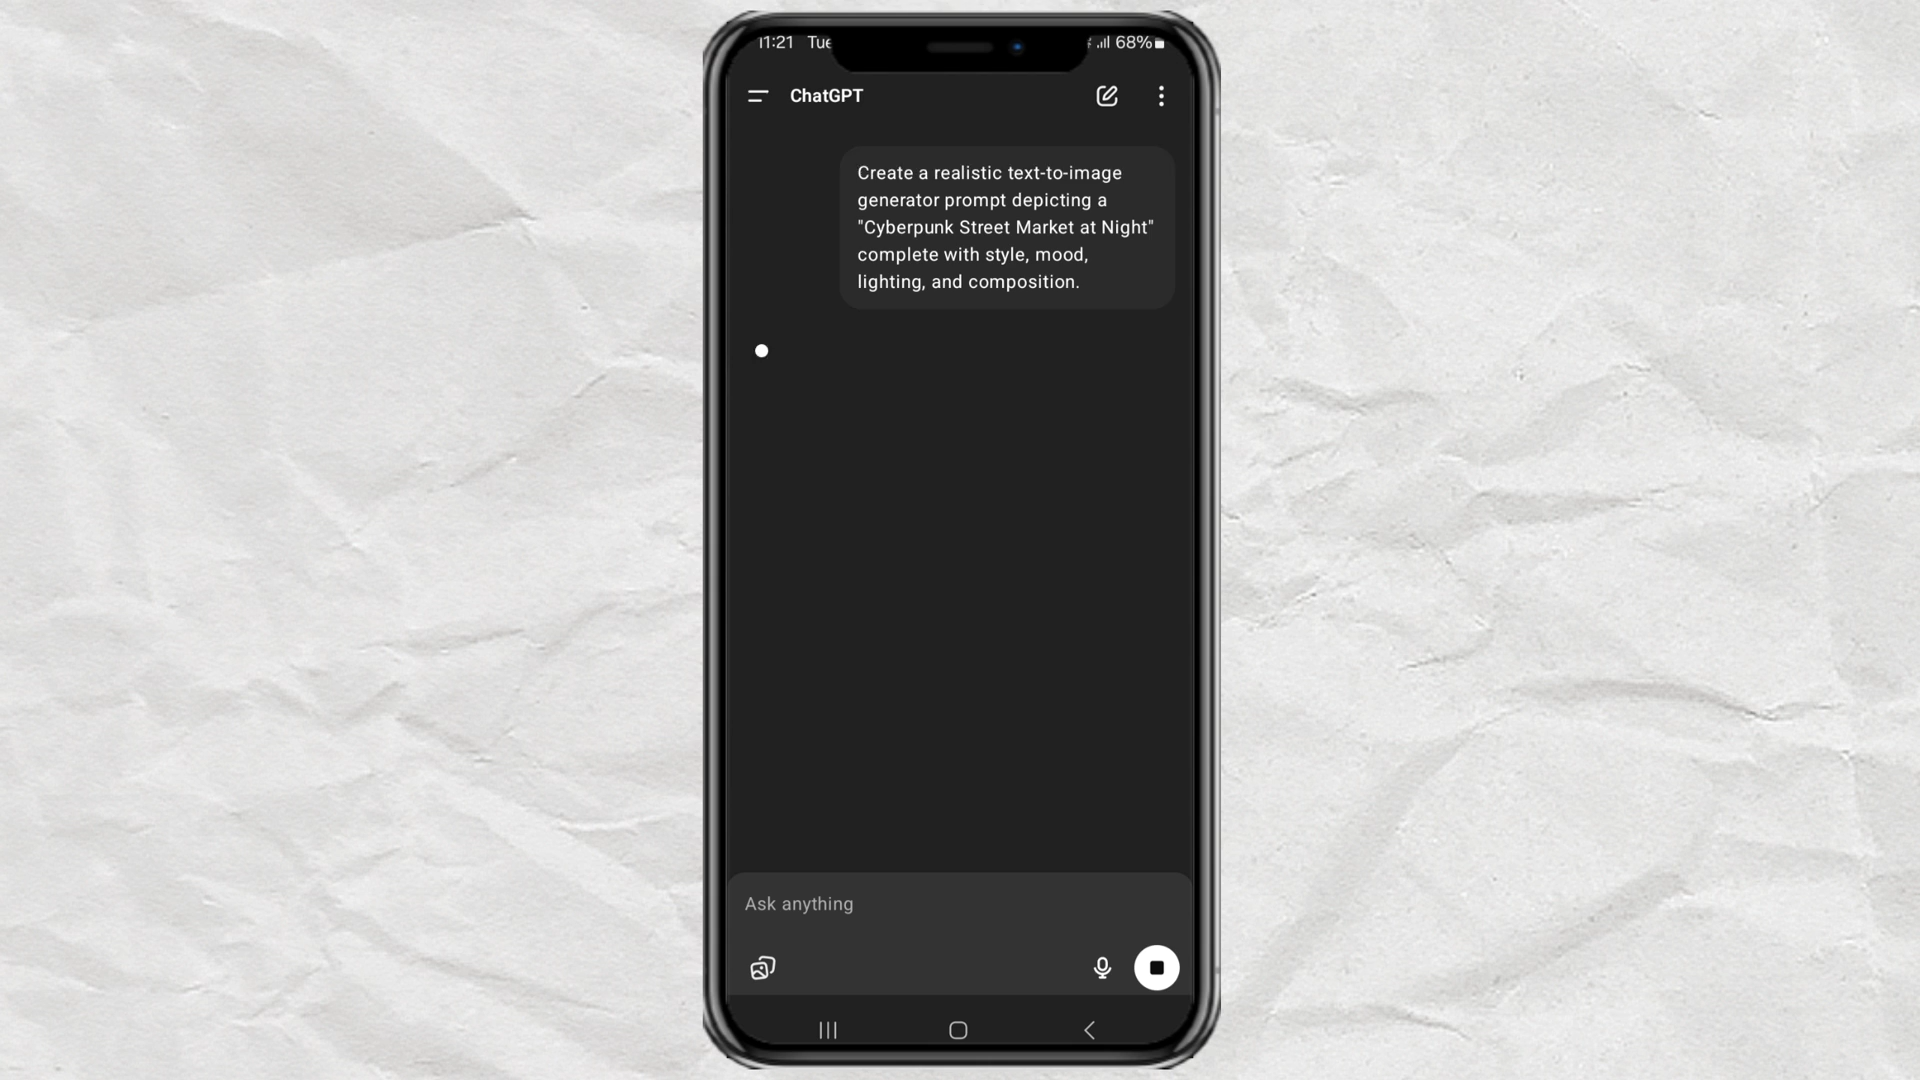 11:21 Tue
68%
ChatGPT
Create a realistic text-to-image
generator prompt depicting a
"Cyberpunk Street Market at Night"
complete with style, mood,
lighting, and composition.
Ask anything